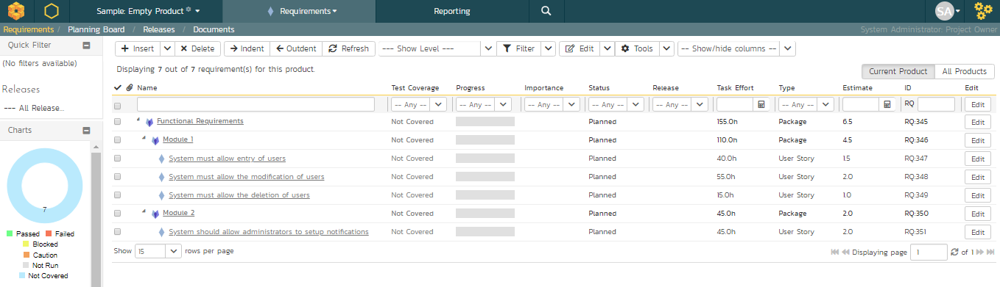 Sample: Empty Product
Requirements
Reporting
SA
Requirements / Planning Board / Releases / Documents
System Administrator: Project Owner
Quick Filter
(No filters available)
Releases
--- All Release...
Charts
7
Passed Failed
Blocked
Caution
Not Run
Not Covered
Insert Delete Indent Outdent Refresh --- Show Level --- Filter Edit Tools -- Show/hide columns --
Displaying 7 out of 7 requirement(s) for this product.
Current Product All Products
Name Test Coverage Progress Importance Status Release Task Effort Type Estimate ID Edit
-- Any -- -- Any -- -- Any -- -- Any -- -- Any -- -- Any -- RQ Edit
Functional Requirements Not Covered Planned 155.0h Package 6.5 RQ:345 Edit
Module 1 Not Covered Planned 110.0h Package 4.5 RQ:346 Edit
System must allow entry of users Not Covered Planned 40.0h User Story 1.5 RQ:347 Edit
System must allow the modification of users Not Covered Planned 55.0h User Story 2.0 RQ:348 Edit
System must allow the deletion of users Not Covered Planned 15.0h User Story 1.0 RQ:349 Edit
Module 2 Not Covered Planned 45.0h Package 2.0 RQ:350 Edit
System should allow administrators to setup notifications Not Covered Planned 45.0h User Story 2.0 RQ:351 Edit
Show 15 rows per page
Displaying page 1 of 1